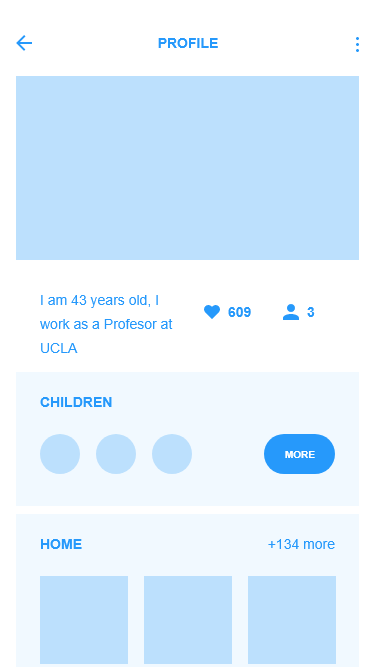 PROFILE
I am 43 years old, I
work as a Profesor at
UCLA
609
3
CHILDREN
MORE
HOME
+134 more